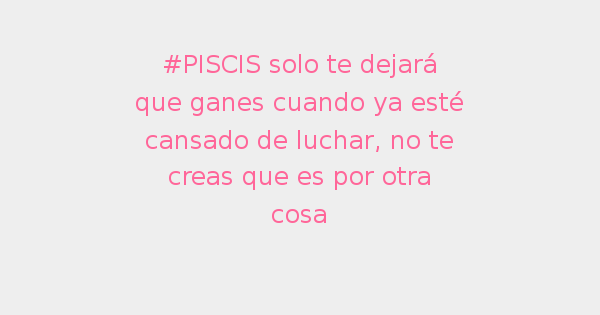 #PISCIS solo te dejará
que ganes cuando ya esté
cansado de luchar, no te
creas que es por otra
cosa